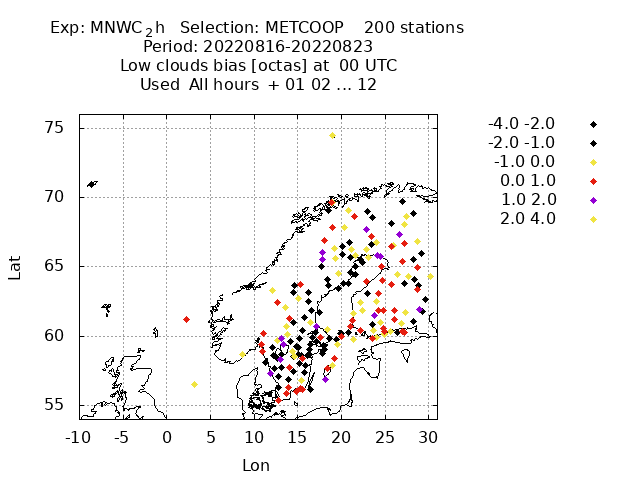 Exp: MNWC_2h Selection: METCOOP 200 stations
Period: 20220816-20220823
Low clouds bias [octas] at 00 UTC
Used All hours + 01 02 ... 12
75
70
65
60
55
Lat
-10 -5 0 5 10 15 20 25 30
Lon
-4.0 -2.0
-2.0 -1.0
-1.0 0.0
0.0 1.0
1.0 2.0
2.0 4.0